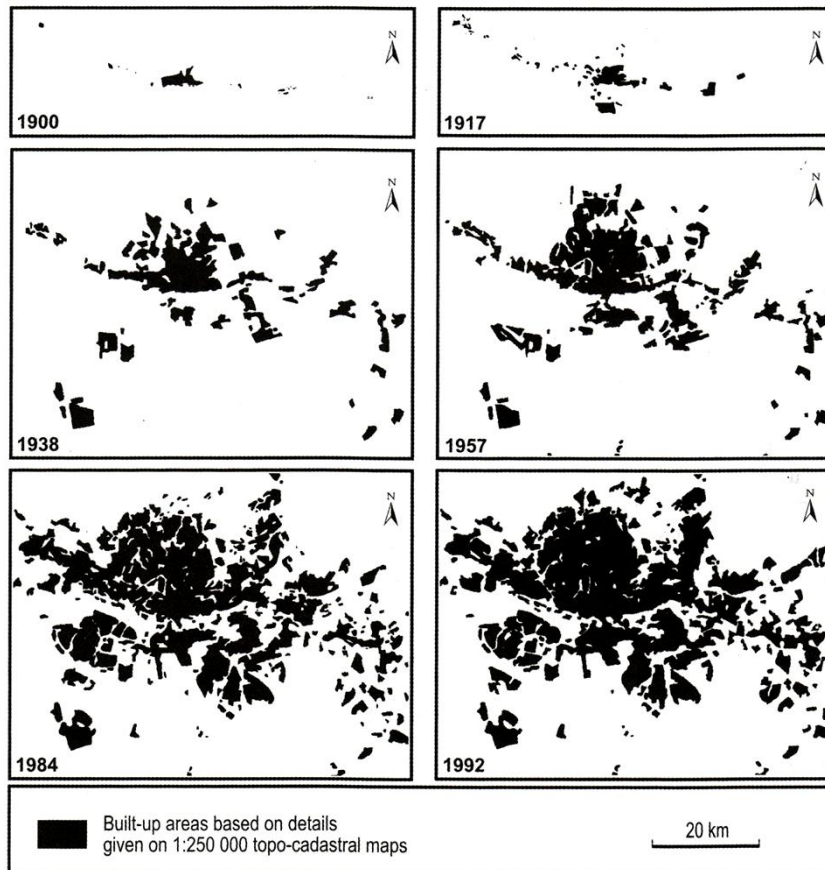 N
1900
N
1917
N
1938
N
1957
N
1984
N
1992
Built-up areas based on details
given on 1:250 000 topo-cadastral maps
20 km